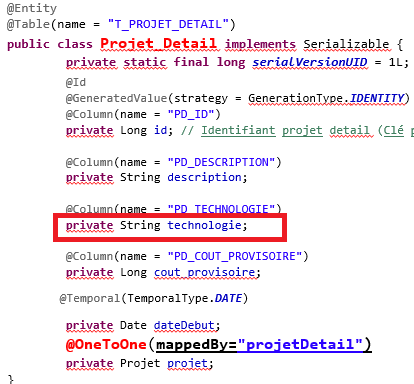 @Entity
@Table(name = "T_PROJET_DETAIL")
public class Projet_Detail implements Serializable {
private static final long serialVersionUID = 1L;
@Id
@GeneratedValue(strategy = GenerationType.IDENTITY)
@Column(name = "PD_ID")
private Long id; // Identifiant projet detail (Clé
@Column(name = "PD_DESCRIPTION")
private String description;
@Column(name = "PD_TECHNOLOGIE")
private String technologie;
@Column(name = "PD_COUT_PROVISOIRE")
private Long cout_provisoire;
@Temporal(TemporalType.DATE)
private Date dateDebut;
@OneToOne(mappedBy="projetDetail")
private Projet projet;
}